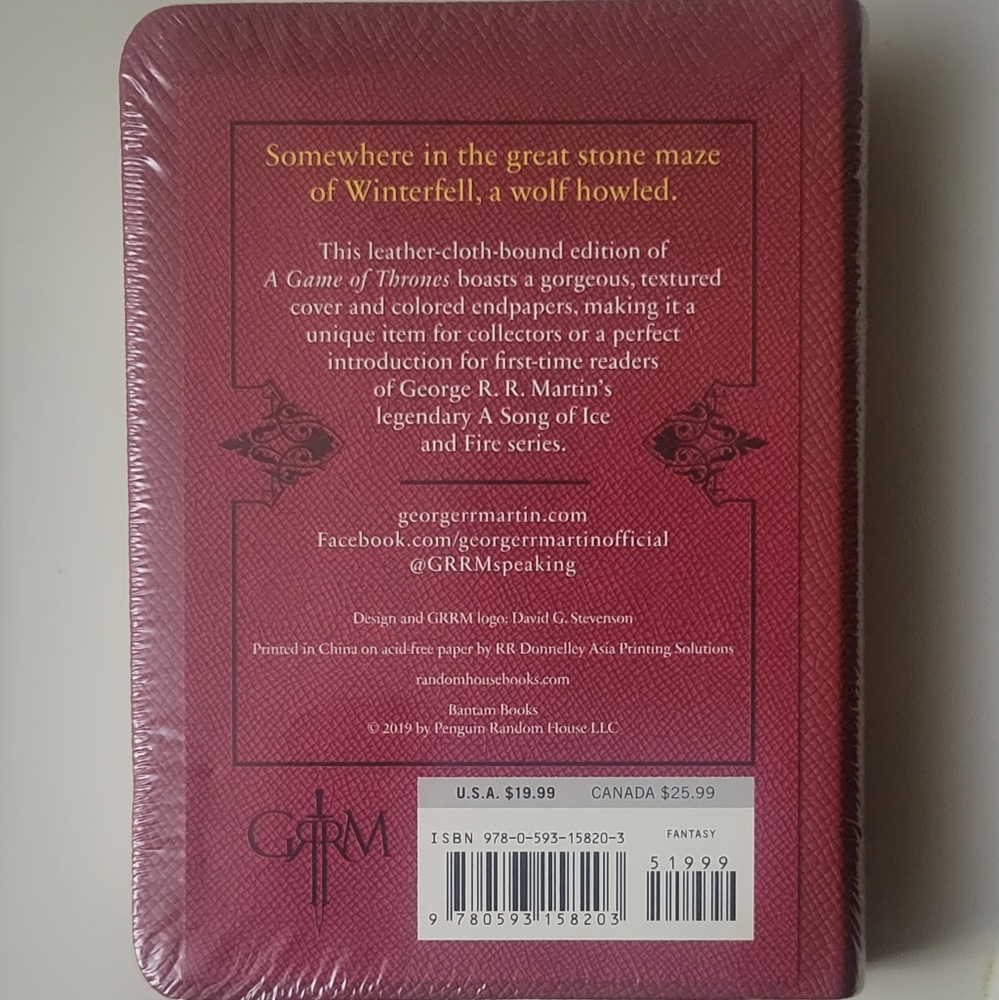 Somewhere in the great stone maze
of Winterfell, a wolf howled.
This leather-cloth-bound edition of
A Game of Thrones boasts a gorgeous, textured
cover and colored endpapers, making it a
unique item for collectors or a perfect
introduction for first-time readers
of George R. R. Martin's
legendary A Song of Ice
and Fire series.
georgerrmartin.com
Facebook.com/georgerrmartinofficial
@GRRMspeaking
Design and GRRM logo: David G. Stevenson
Printed in China on acid-free paper by RR Donnelley Asia Printing Solutions
randomhousebooks.com
Bantam Books
© 2019 by Penguin Random House LLC
GRRM
U.S.A. $19.99 CANADA $25.99
ISBN 978-0-593-15820-3 FANTASY
51999
9 780593 158203